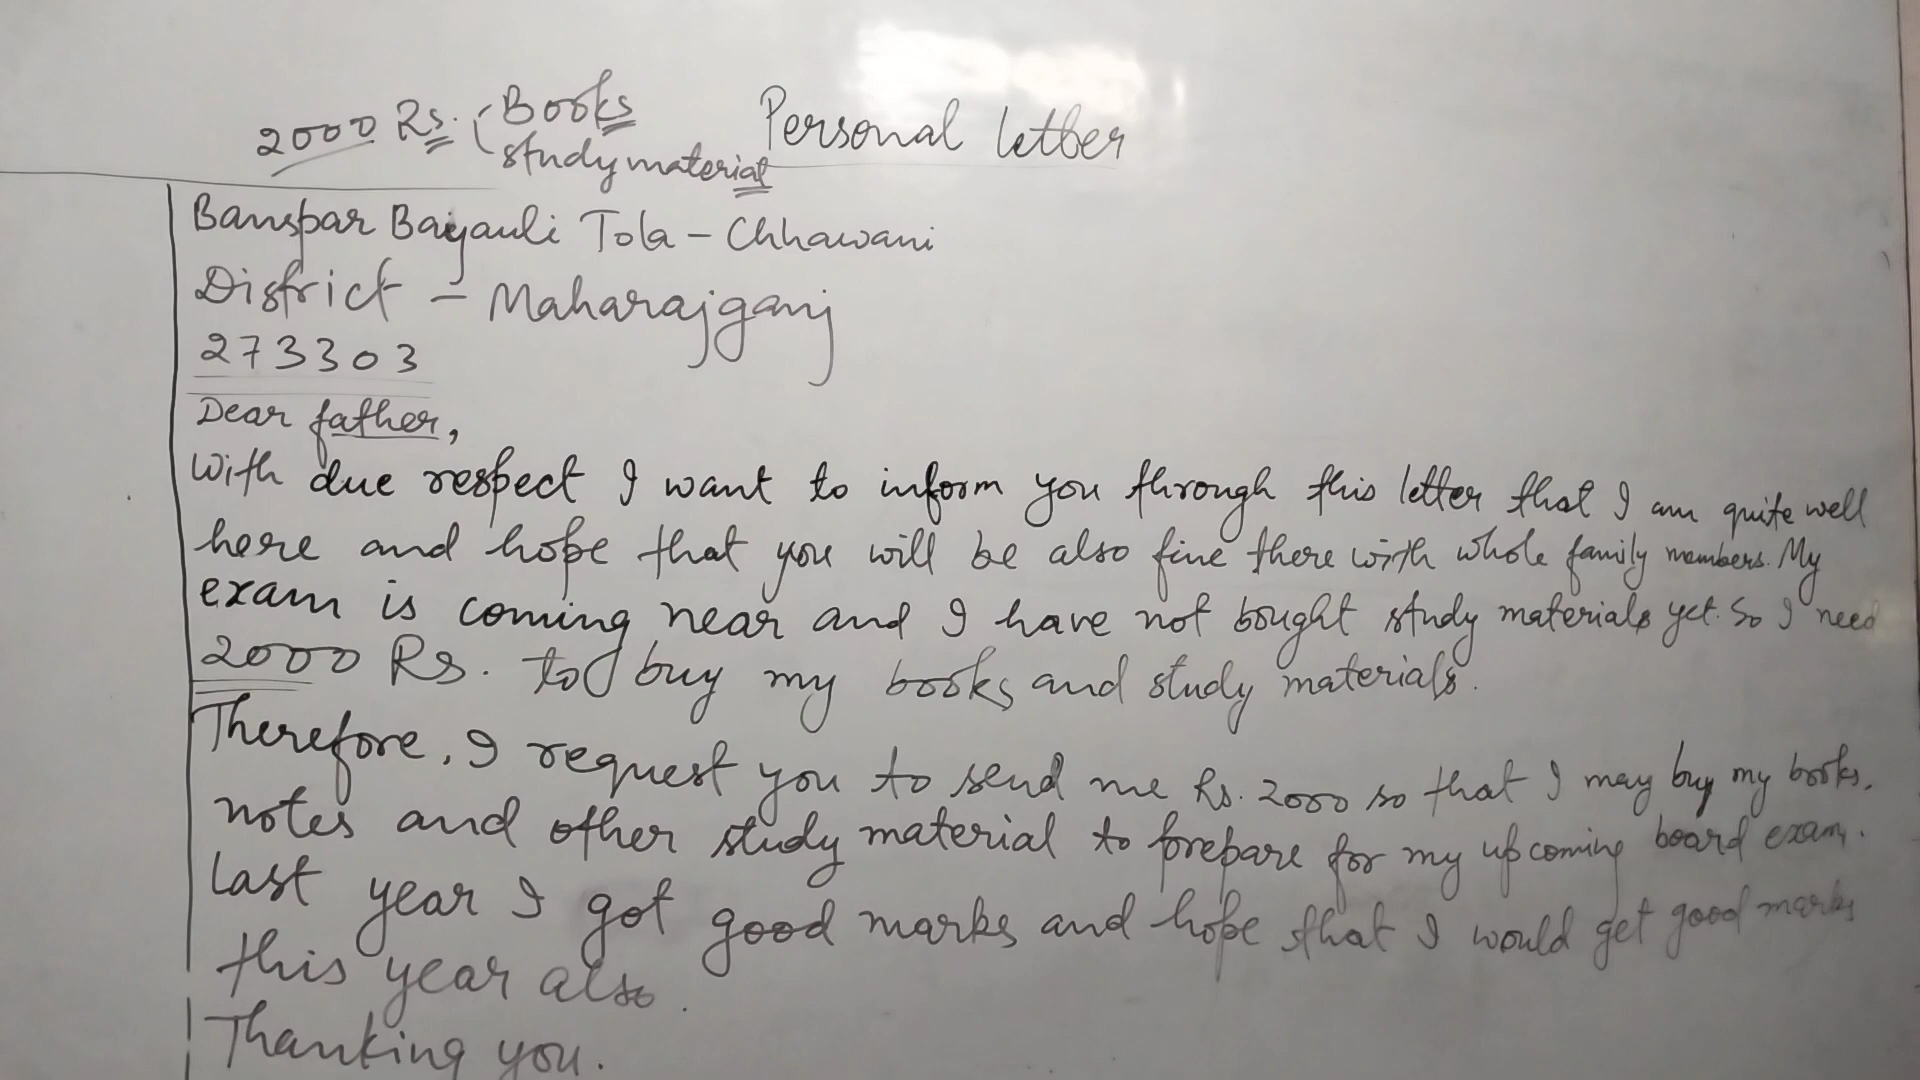 2000 Rs. Books
study material
Personal letter
Banspar Baijauli Tola - Chhawani
District - Maharajganj
273303
Dear father,
With due respect I want to inform you through this letter that I am quite well
here and hope that you will be also fine there with whole family members. My
exam is coming near and I have not bought study materials yet. So I need
2000 Rs. to buy my books and study materials.
Therefore, I request you to send me Rs. 2000 so that I may buy my books,
notes and other study material to prepare for my upcoming board exam.
Last year I got good marks and hope that I would get good marks
this year also.
Thanking you.